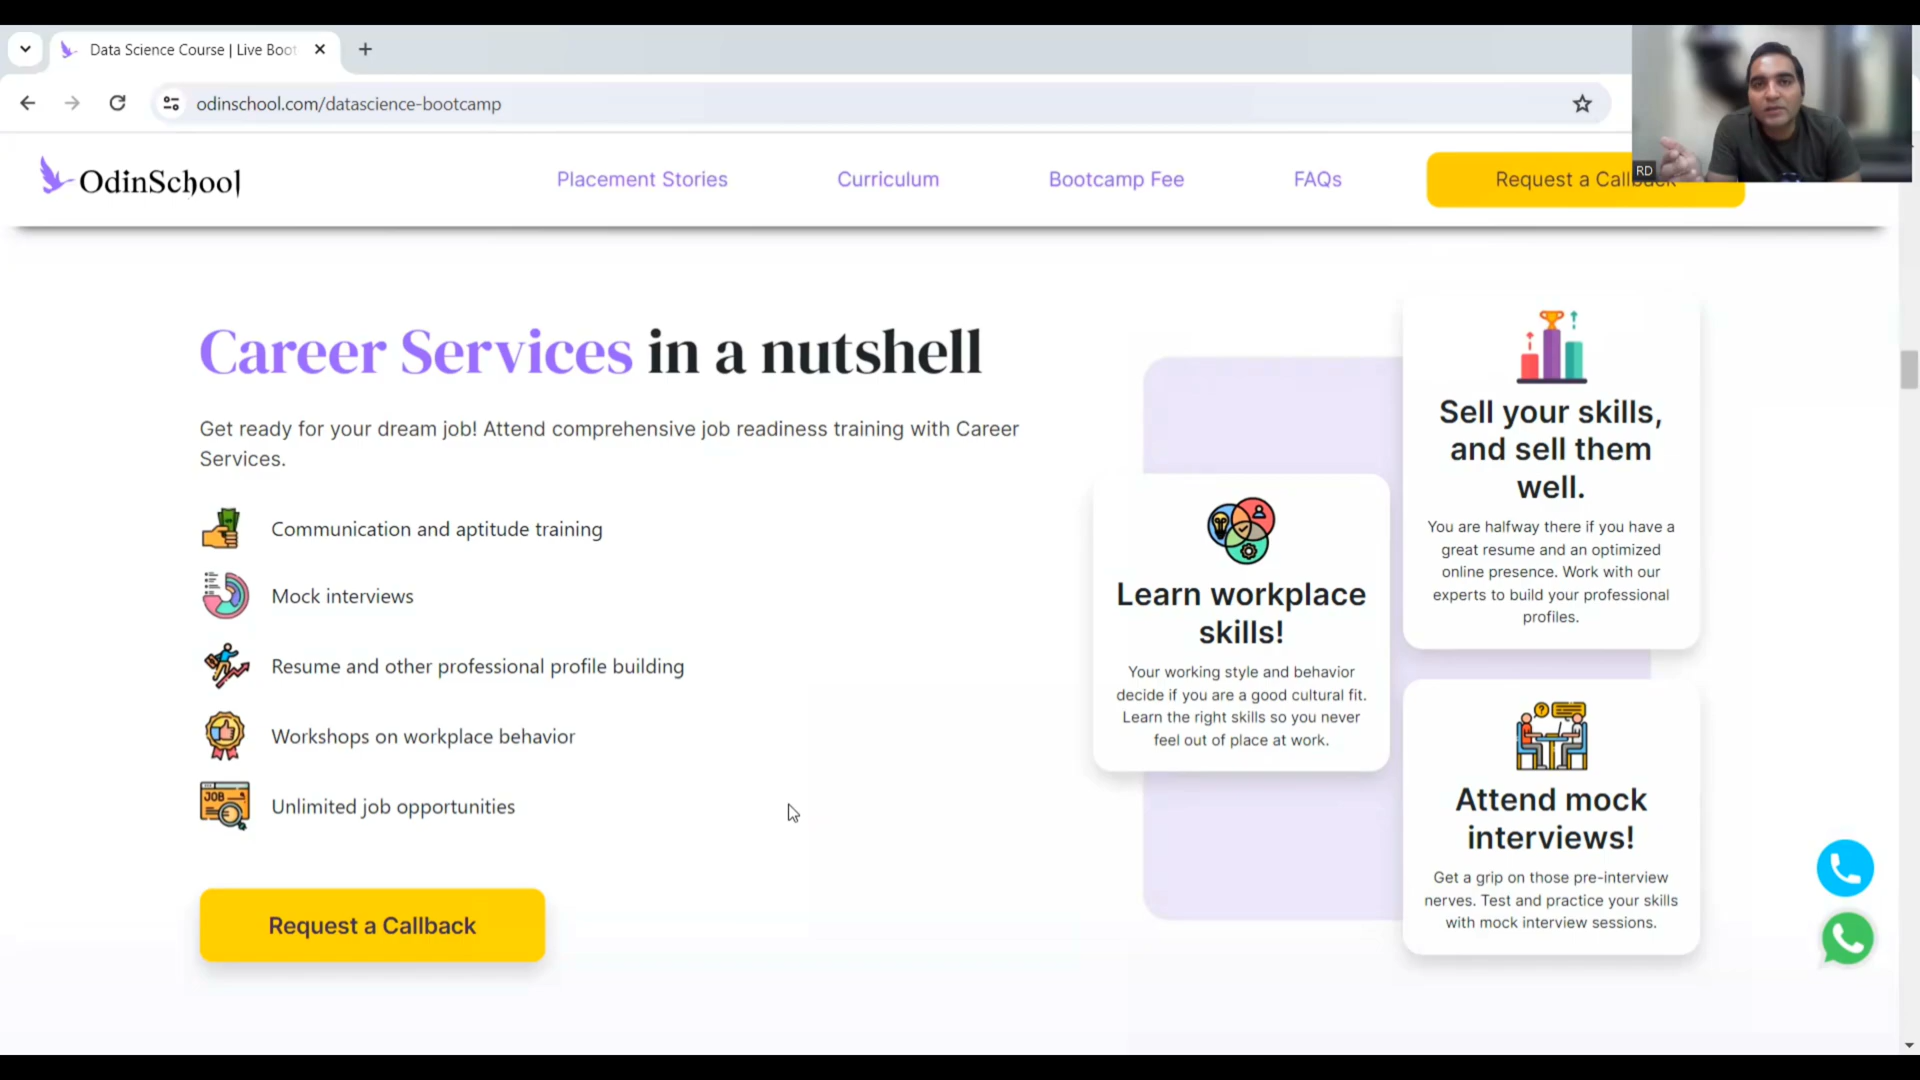 Data Science Course | Live Boot
odinschool.com/datascience-bootcamp
OdinSchool
Placement Stories
Curriculum
Bootcamp Fee
FAQs
Request a Callback
RD
Career Services in a nutshell
Get ready for your dream job! Attend comprehensive job readiness training with Career
Services.
Communication and aptitude training
Mock interviews
Resume and other professional profile building
Workshops on workplace behavior
JOB
Unlimited job opportunities
Request a Callback
Learn workplace
skills!
Your working style and behavior
decide if you are a good cultural fit.
Learn the right skills so you never
feel out of place at work.
Sell your skills,
and sell them
well.
You are halfway there if you have a
great resume and an optimized
online presence. Work with our
experts to build your professional
profiles.
Attend mock
interviews!
Get a grip on those pre-interview
nerves. Test and practice your skills
with mock interview sessions.